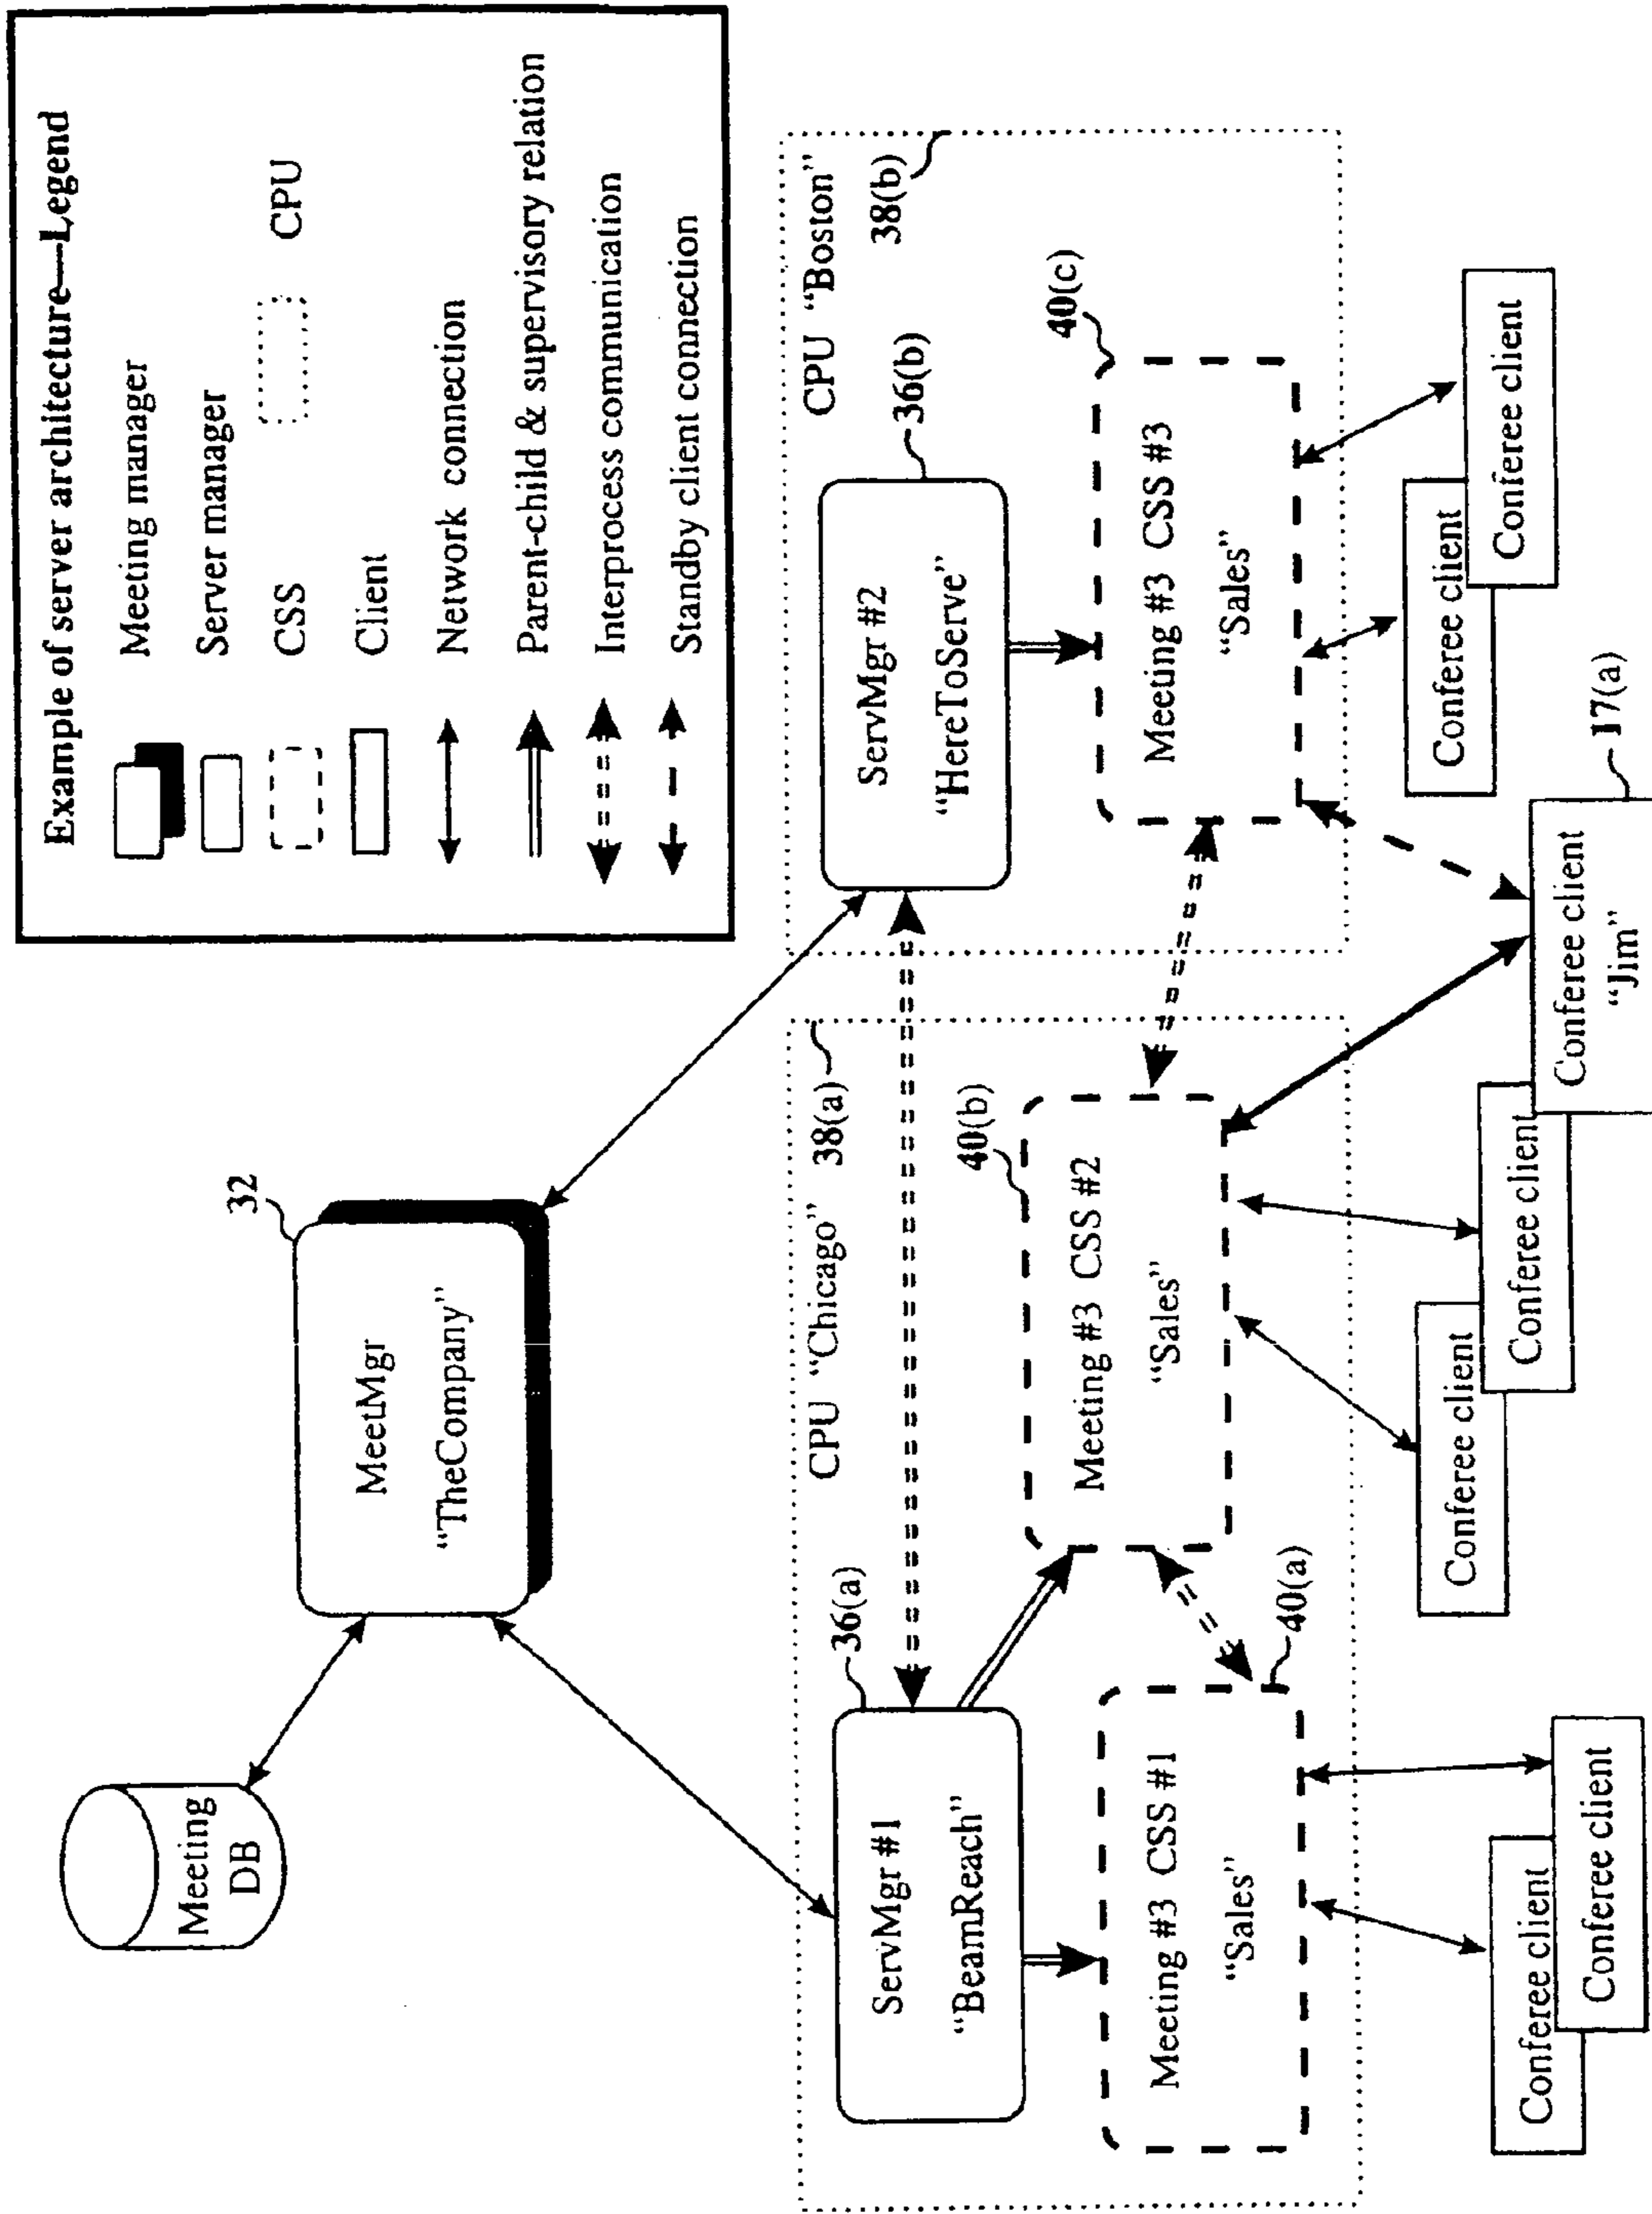 Example of server architecture—Legend
Meeting manager
Server manager
CSS
CPU
Client
Network connection
Parent-child & supervisory relation
Interprocess communication
Standby client connection
Meeting
DB
32
MeetMgr
“TheCompany”
CPU “Chicago”
38(a)
CPU “Boston”
38(b)
36(a)
ServMgr #1
“BeamReach”
36(b)
ServMgr #2
“HereToServe”
40(a)
Meeting #3 CSS #1
“Sales”
40(b)
Meeting #3 CSS #2
“Sales”
40(c)
Meeting #3 CSS #3
“Sales”
Conferee client
Conferee client
Conferee client
Conferee client
Conferee client
“Jim”
17(a)
Conferee client
Conferee client